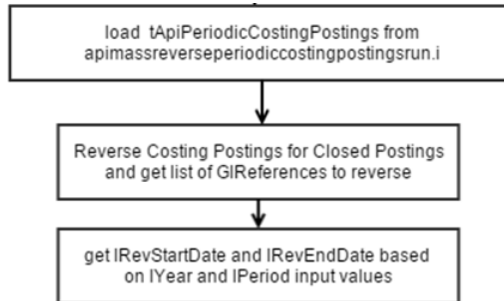 load tApiPeriodicCostingPostings from
apimassreverseperiodiccostingpostingsrun.i
Reverse Costing Postings for Closed Postings
and get list of GlReferences to reverse
get lRevStartDate and lRevEndDate based
on lYear and lPeriod input values